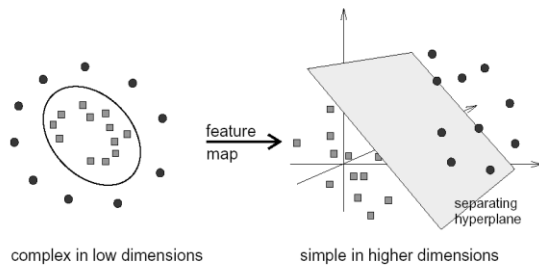 feature
map
separating
hyperplane
complex in low dimensions
simple in higher dimensions